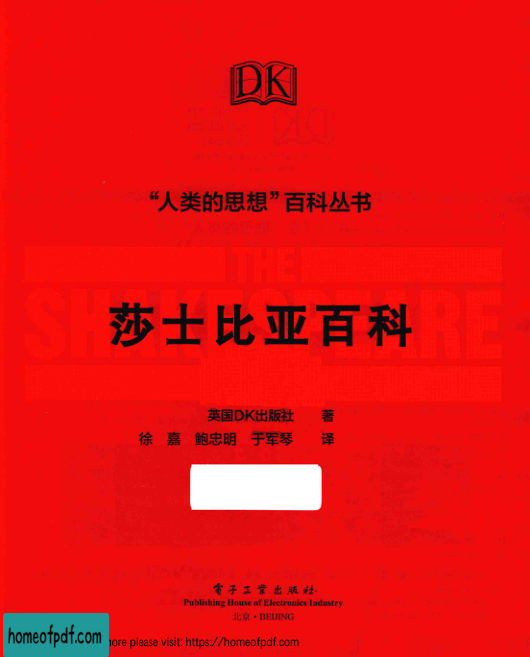 DK
“人类的思想”百科丛书
THE
SHAKESPEARE
莎士比亚百科
英国DK出版社 著
徐 嘉 鲍忠明 于军琴 译
电子工业出版社
Publishing House of Electronics Industry
北京·BEIJING
homeofpdf.com
more please visit: https://homeofpdf.com